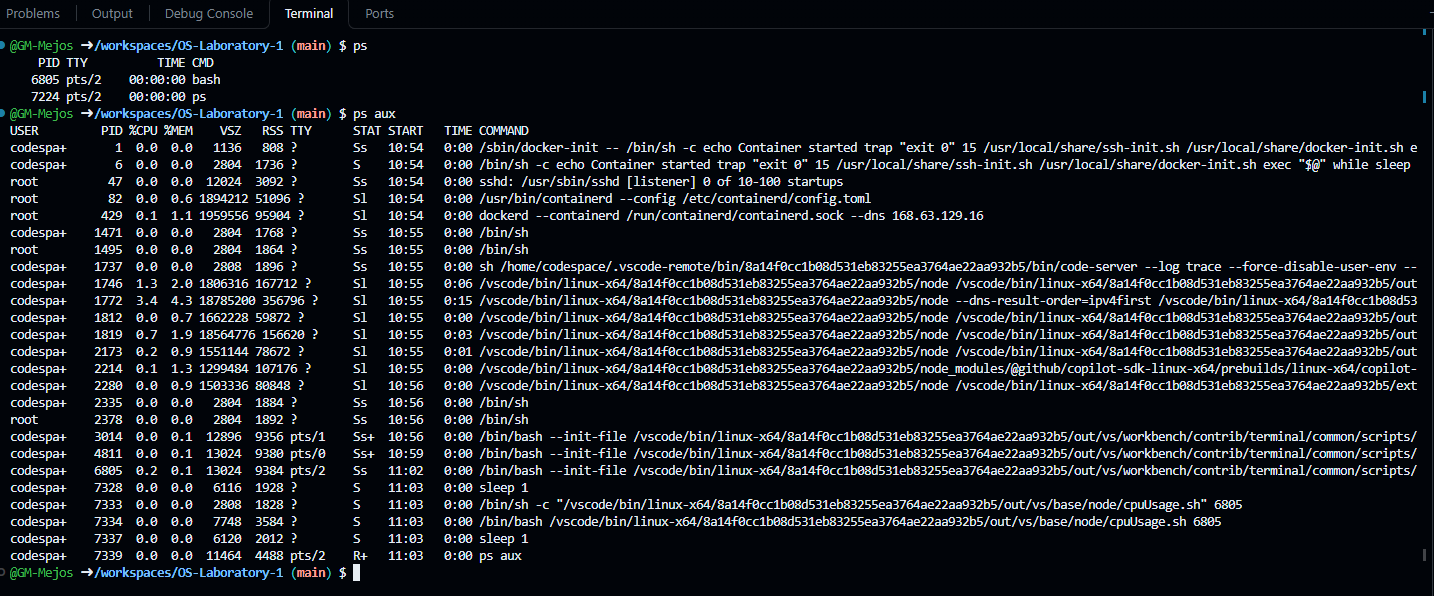 Problems Output Debug Console Terminal Ports
@GM-Mejos ➜/workspaces/OS-Laboratory-1 (main) $ ps
PID TTY TIME CMD
6805 pts/2 00:00:00 bash
7224 pts/2 00:00:00 ps
@GM-Mejos ➜/workspaces/OS-Laboratory-1 (main) $ ps aux
USER PID %CPU %MEM VSZ RSS TTY STAT START TIME COMMAND
codespa+ 1 0.0 0.0 1136 808 ? Ss 10:54 0:00 /sbin/docker-init -- /bin/sh -c echo Container started trap "exit 0" 15 /usr/local/share/ssh-init.sh /usr/local/share/docker-init.sh e
codespa+ 6 0.0 0.0 2804 1736 ? S 10:54 0:00 /bin/sh -c echo Container started trap "exit 0" 15 /usr/local/share/ssh-init.sh /usr/local/share/docker-init.sh exec "$@" while sleep
root 47 0.0 0.0 12024 3092 ? Ss 10:54 0:00 sshd: /usr/sbin/sshd [listener] 0 of 10-100 startups
root 82 0.0 0.6 1894212 51096 ? Sl 10:54 0:00 /usr/bin/containerd --config /etc/containerd/config.toml
root 429 0.1 1.1 1959556 95904 ? Sl 10:54 0:00 dockerd --containerd /run/containerd/containerd.sock --dns 168.63.129.16
codespa+ 1471 0.0 0.0 2804 1768 ? Ss 10:55 0:00 /bin/sh
root 1495 0.0 0.0 2804 1864 ? Ss 10:55 0:00 /bin/sh
codespa+ 1737 0.0 0.0 2808 1896 ? Ss 10:55 0:00 sh /home/codespace/.vscode-remote/bin/8a14f0cc1b08d531eb83255ea3764ae22aa932b5/bin/code-server --log trace --force-disable-user-env --
codespa+ 1746 1.3 2.0 1806316 167712 ? Sl 10:55 0:06 /vscode/bin/linux-x64/8a14f0cc1b08d531eb83255ea3764ae22aa932b5/node /vscode/bin/linux-x64/8a14f0cc1b08d531eb83255ea3764ae22aa932b5/out
codespa+ 1772 3.4 4.3 18785200 356796 ? Sl 10:55 0:15 /vscode/bin/linux-x64/8a14f0cc1b08d531eb83255ea3764ae22aa932b5/node --dns-result-order=ipv4first /vscode/bin/linux-x64/8a14f0cc1b08d53
codespa+ 1812 0.0 0.7 1662228 59872 ? Sl 10:55 0:00 /vscode/bin/linux-x64/8a14f0cc1b08d531eb83255ea3764ae22aa932b5/node /vscode/bin/linux-x64/8a14f0cc1b08d531eb83255ea3764ae22aa932b5/out
codespa+ 1819 0.7 1.9 18564776 156620 ? Sl 10:55 0:03 /vscode/bin/linux-x64/8a14f0cc1b08d531eb83255ea3764ae22aa932b5/node /vscode/bin/linux-x64/8a14f0cc1b08d531eb83255ea3764ae22aa932b5/out
codespa+ 2173 0.2 0.9 1551144 78672 ? Sl 10:55 0:01 /vscode/bin/linux-x64/8a14f0cc1b08d531eb83255ea3764ae22aa932b5/node /vscode/bin/linux-x64/8a14f0cc1b08d531eb83255ea3764ae22aa932b5/out
codespa+ 2214 0.1 1.3 1299484 107176 ? Sl 10:55 0:00 /vscode/bin/linux-x64/8a14f0cc1b08d531eb83255ea3764ae22aa932b5/node_modules/@github/copilot-sdk-linux-x64/prebuilds/linux-x64/copilot-
codespa+ 2280 0.0 0.9 1503336 80848 ? Sl 10:56 0:00 /vscode/bin/linux-x64/8a14f0cc1b08d531eb83255ea3764ae22aa932b5/node /vscode/bin/linux-x64/8a14f0cc1b08d531eb83255ea3764ae22aa932b5/ext
codespa+ 2335 0.0 0.0 2804 1884 ? Ss 10:56 0:00 /bin/sh
root 2378 0.0 0.0 2804 1892 ? Ss 10:56 0:00 /bin/sh
codespa+ 3014 0.0 0.1 12896 9356 pts/1 Ss+ 10:56 0:00 /bin/bash --init-file /vscode/bin/linux-x64/8a14f0cc1b08d531eb83255ea3764ae22aa932b5/out/vs/workbench/contrib/terminal/common/scripts/
codespa+ 4811 0.0 0.1 13024 9380 pts/0 Ss+ 10:59 0:00 /bin/bash --init-file /vscode/bin/linux-x64/8a14f0cc1b08d531eb83255ea3764ae22aa932b5/out/vs/workbench/contrib/terminal/common/scripts/
codespa+ 6805 0.2 0.1 13024 9384 pts/2 Ss 11:02 0:00 /bin/bash --init-file /vscode/bin/linux-x64/8a14f0cc1b08d531eb83255ea3764ae22aa932b5/out/vs/workbench/contrib/terminal/common/scripts/
codespa+ 7328 0.0 0.0 6116 1928 ? S 11:03 0:00 sleep 1
codespa+ 7333 0.0 0.0 2808 1828 ? S 11:03 0:00 /bin/sh -c "/vscode/bin/linux-x64/8a14f0cc1b08d531eb83255ea3764ae22aa932b5/out/vs/base/node/cpuUsage.sh" 6805
codespa+ 7334 0.0 0.0 7748 3584 ? S 11:03 0:00 /bin/bash /vscode/bin/linux-x64/8a14f0cc1b08d531eb83255ea3764ae22aa932b5/out/vs/base/node/cpuUsage.sh 6805
codespa+ 7337 0.0 0.0 6120 2012 ? S 11:03 0:00 sleep 1
codespa+ 7339 0.0 0.0 11464 4488 pts/2 R+ 11:03 0:00 ps aux
@GM-Mejos ➜/workspaces/OS-Laboratory-1 (main) $